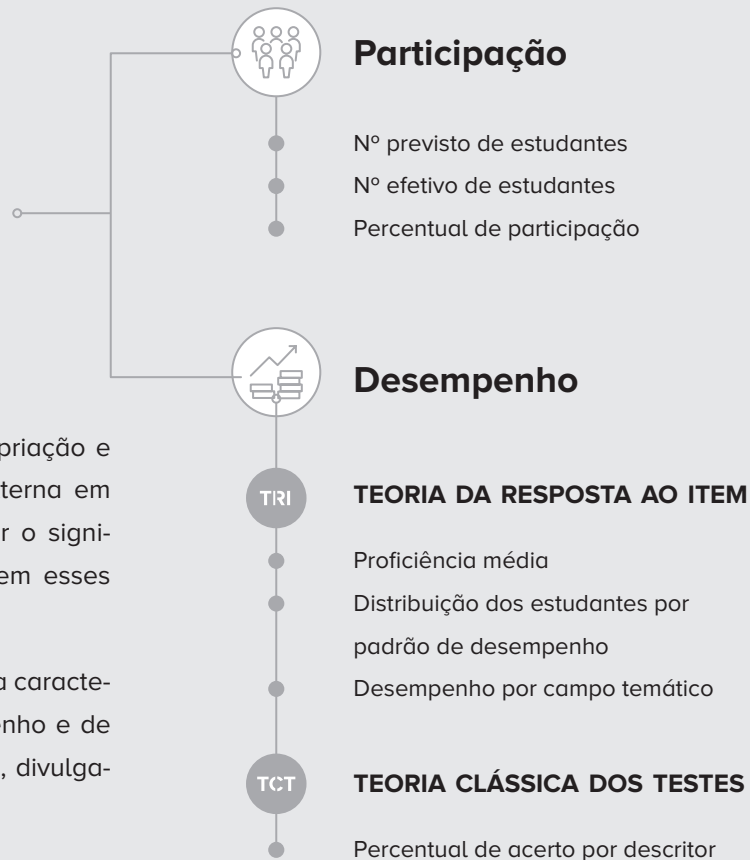 Participação
Nº previsto de estudantes
Nº efetivo de estudantes
Percentual de participação
Desempenho
TRI
TEORIA DA RESPOSTA AO ITEM
Proficiência média
Distribuição dos estudantes por
padrão de desempenho
Desempenho por campo temático
TCT
TEORIA CLÁSSICA DOS TESTES
Percentual de acerto por descritor
priação e
terna em
r o signi-
em esses
a caracte-
enho e de
, divulga-